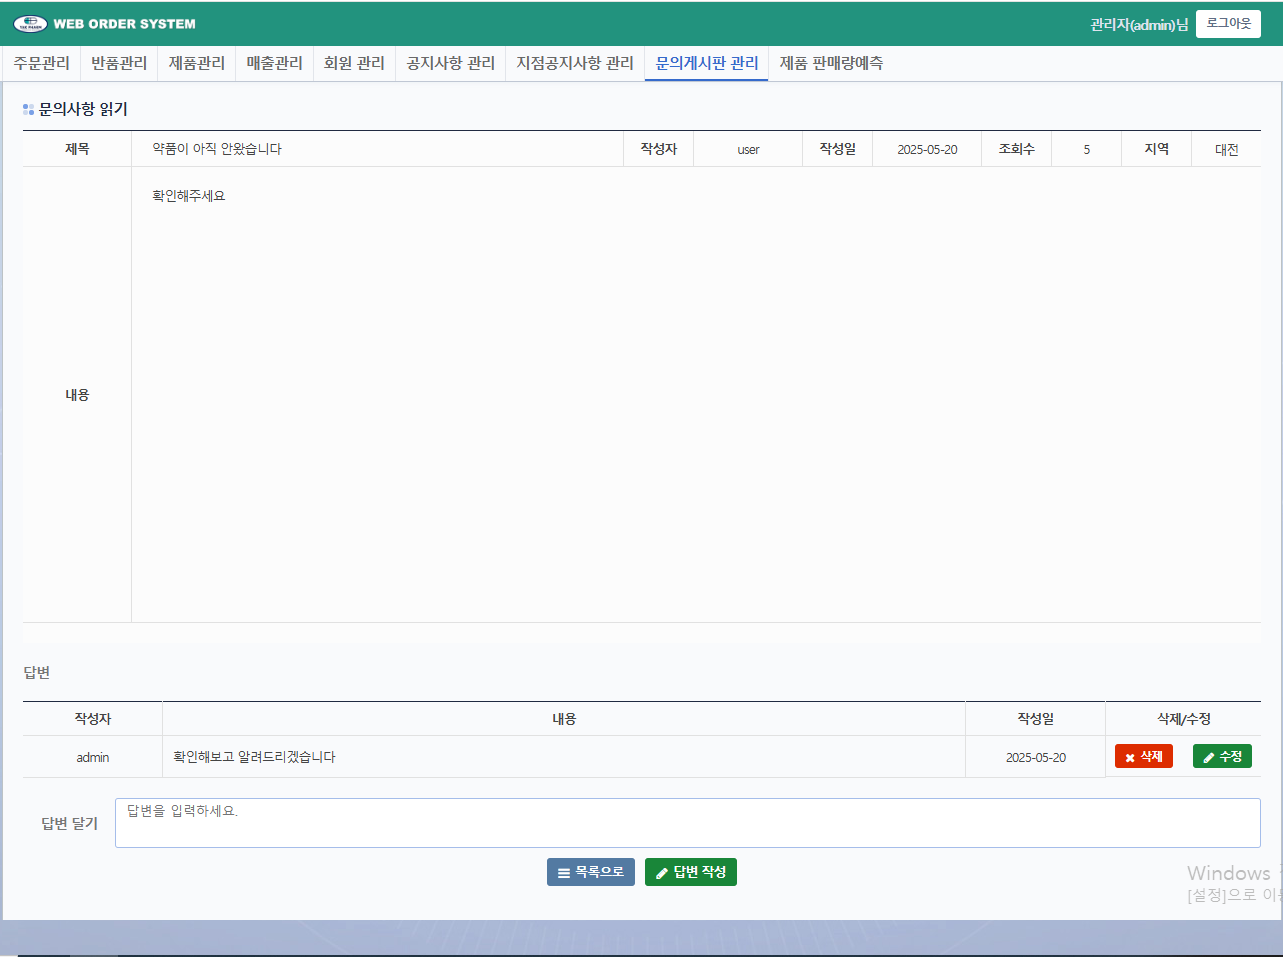 WEB ORDER SYSTEM
관리자(admin)님 로그아웃
주문관리 반품관리 제품관리 매출관리 회원 관리 공지사항 관리 지점공지사항 관리 문의게시판 관리 제품 판매량예측
문의사항 읽기
제목 약품이 아직 안왔습니다 작성자 user 작성일 2025-05-20 조회수 5 지역 대전
확인해주세요
내용
답변
작성자 내용 작성일 삭제/수정
admin 확인해보고 알려드리겠습니다 2025-05-20 삭제 수정
답변을 입력하세요.
답변 달기
목록으로 답변 작성
Windows
[설정]으로